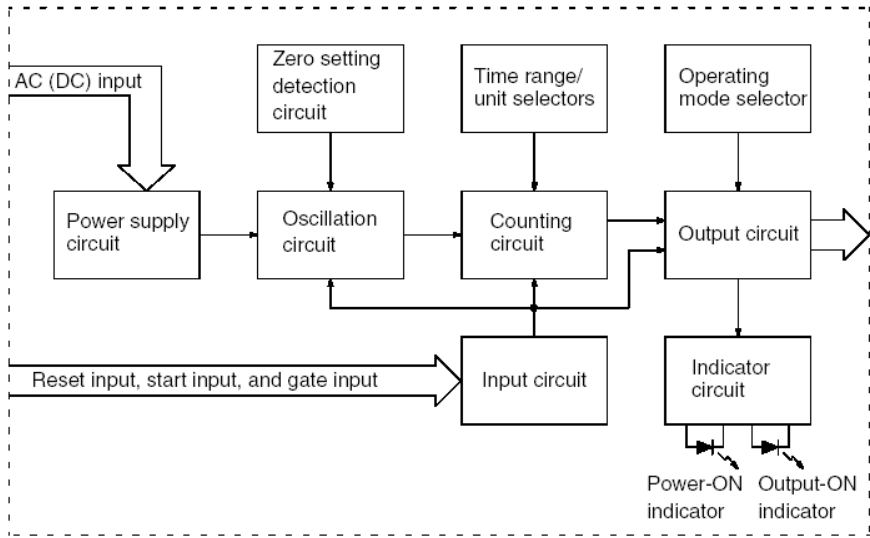 AC (DC) input
Zero setting
detection
circuit
Time range/
unit selectors
Operating
mode selector
Power supply
circuit
Oscillation
circuit
Counting
circuit
Output circuit
Reset input, start input, and gate input
Input circuit
Indicator
circuit
Power-ON
indicator
Output-ON
indicator